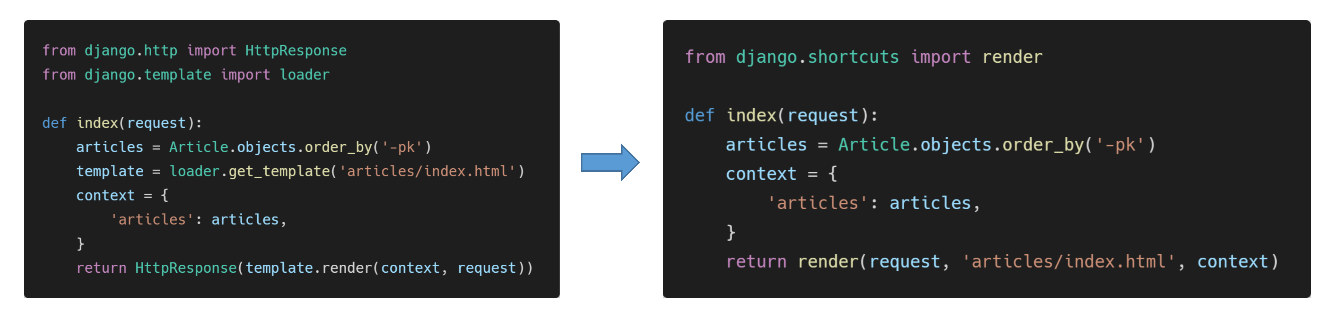 from django.http import HttpResponse
from django.template import loader

def index(request):
    articles = Article.objects.order_by('-pk')
    template = loader.get_template('articles/index.html')
    context = {
        'articles': articles,
    }
    return HttpResponse(template.render(context, request))

from django.shortcuts import render

def index(request):
    articles = Article.objects.order_by('-pk')
    context = {
        'articles': articles,
    }
    return render(request, 'articles/index.html', context)